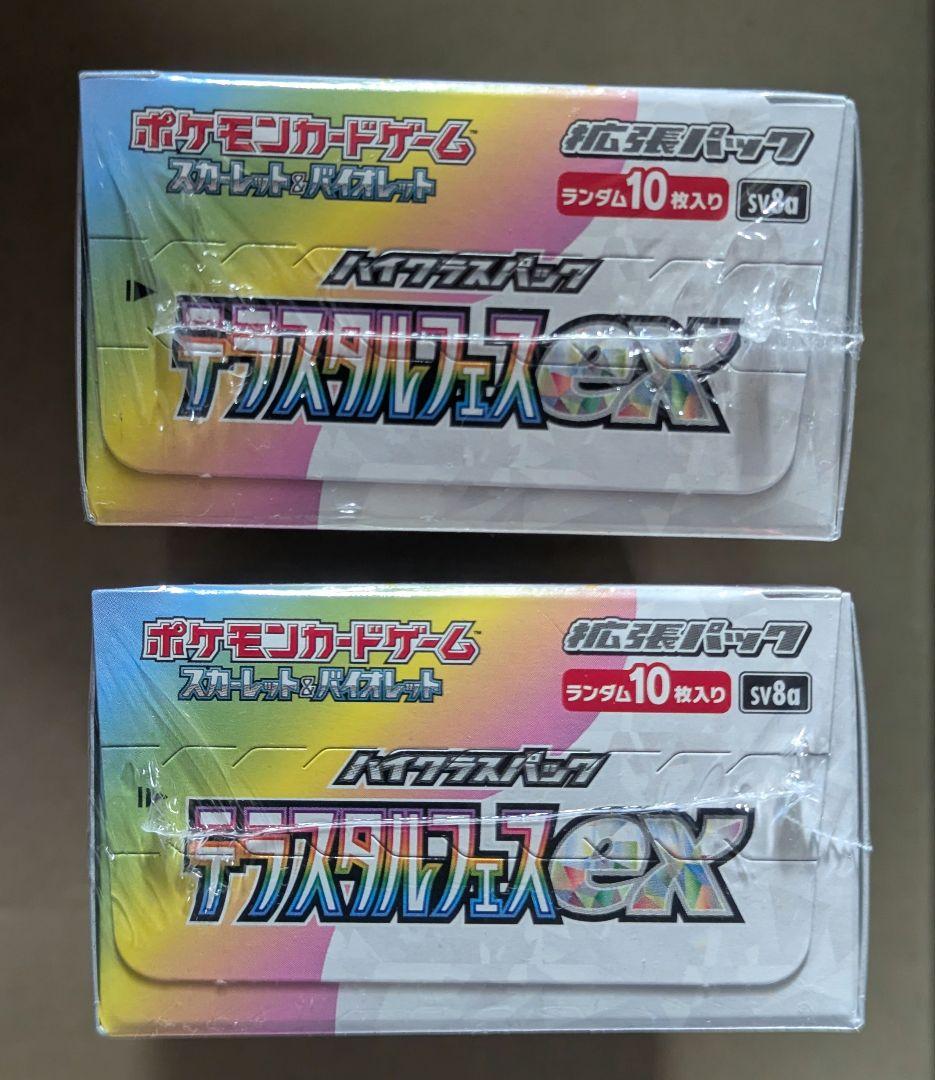 ポケモンカードゲーム™
拡張パック
スカーレット&バイオレット
ランダム10枚入り
sv8a
ハイクラスパック
テラスタルフェスex
ポケモンカードゲーム™
拡張パック
スカーレット&バイオレット
ランダム10枚入り
sv8a
ハイクラスパック
テラスタルフェスex